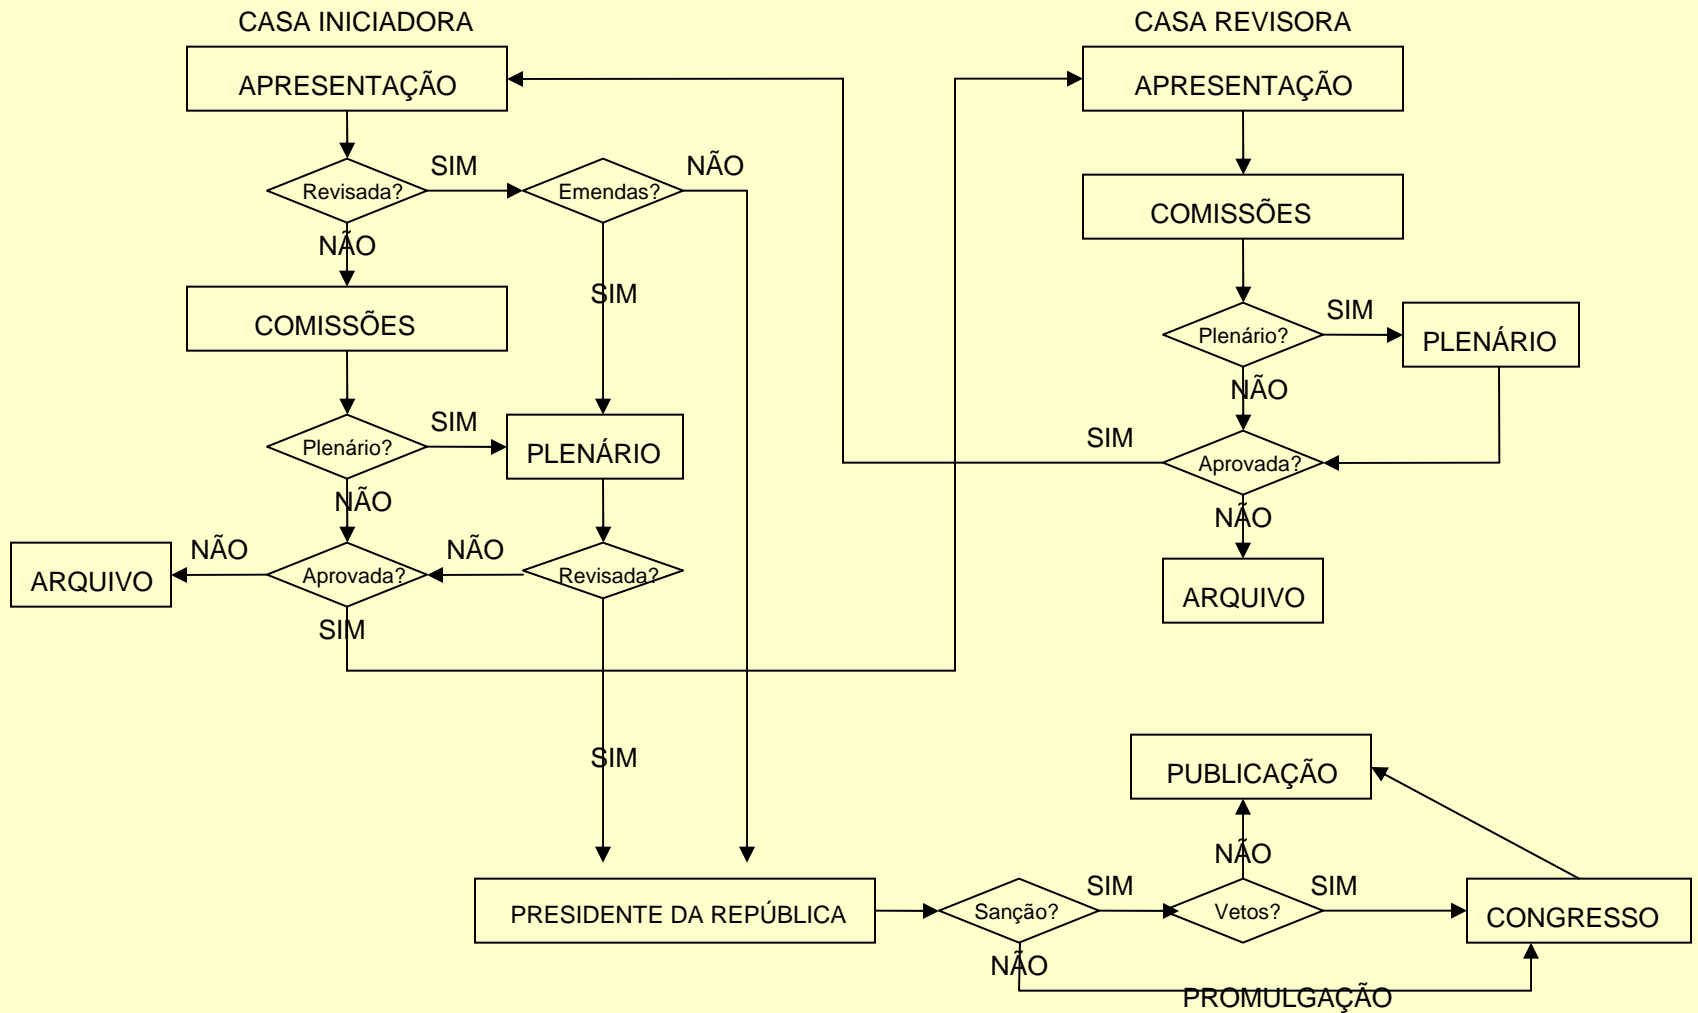 CASA INICIADORA
CASA REVISORA
APRESENTAÇÃO
APRESENTAÇÃO
SIM
NÃO
Revisada?
Emendas?
COMISSÕES
NÃO
SIM
COMISSÕES
SIM
Plenário?
PLENÁRIO
NÃO
SIM
Plenário?
PLENÁRIO
SIM
Aprovada?
NÃO
NÃO
NÃO
NÃO
ARQUIVO
Aprovada?
Revisada?
ARQUIVO
SIM
SIM
PUBLICAÇÃO
NÃO
SIM
SIM
PRESIDENTE DA REPÚBLICA
Sanção?
Vetos?
CONGRESSO
NÃO
PROMULGAÇÃO